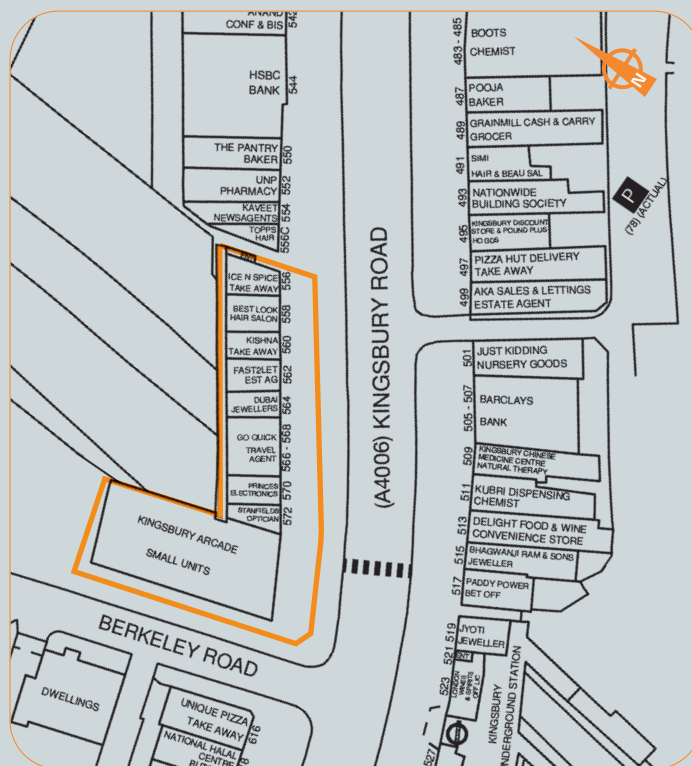 ANAND
CONF & BIS
542
HSBC
BANK
544
THE PANTRY
BAKER
550
UNP
PHARMACY
552
KAVEET
NEWSAGENTS
554
TOPPS
HAIR
556C
ENT
ICE N SPICE
TAKE AWAY
556
BEST LOOK
HAIR SALON
558
KISHNA
TAKE AWAY
560
FAST2LET
EST AG
562
DUBAI
JEWELLERS
564
GO QUICK
TRAVEL
AGENT
566 - 568
PRINCES
ELECTRONICS
570
STANFIELDS
OPTICIAN
572
KINGSBURY ARCADE
SMALL UNITS
BERKELEY ROAD
DWELLINGS
UNIQUE PIZZA
TAKE AWAY
NATIONAL HALAL
CENTRE
(A4006) KINGSBURY ROAD
483 - 485
BOOTS
CHEMIST
487
POOJA
BAKER
489
GRAINMILL CASH & CARRY
GROCER
491
SIMI
HAIR & BEAU SAL
493
NATIONWIDE
BUILDING SOCIETY
495
KINGSBURY DISCOUNT
STORE & POUND PLUS
497
PIZZA HUT DELIVERY
TAKE AWAY
499
AKA SALES & LETTINGS
ESTATE AGENT
N
P
(78) (ACTUAL)
501
JUST KIDDING
NURSERY GOODS
505 - 507
BARCLAYS
BANK
509
KINGSBURY CHINESE
MEDICINE CENTRE
NATURAL THERAPY
511
KUBRI DISPENSING
CHEMIST
513
DELIGHT FOOD & WINE
CONVENIENCE STORE
515
BHAGWANJI RAM & SONS
JEWELLER
517
PADDY POWER
BET OFF
519
JYOTI
JEWELLER
521
ENT
523
LONDON
WINES
& SPIRITS
OFF LIC
KINGSBURY
UNDERGROUND STATION
527/